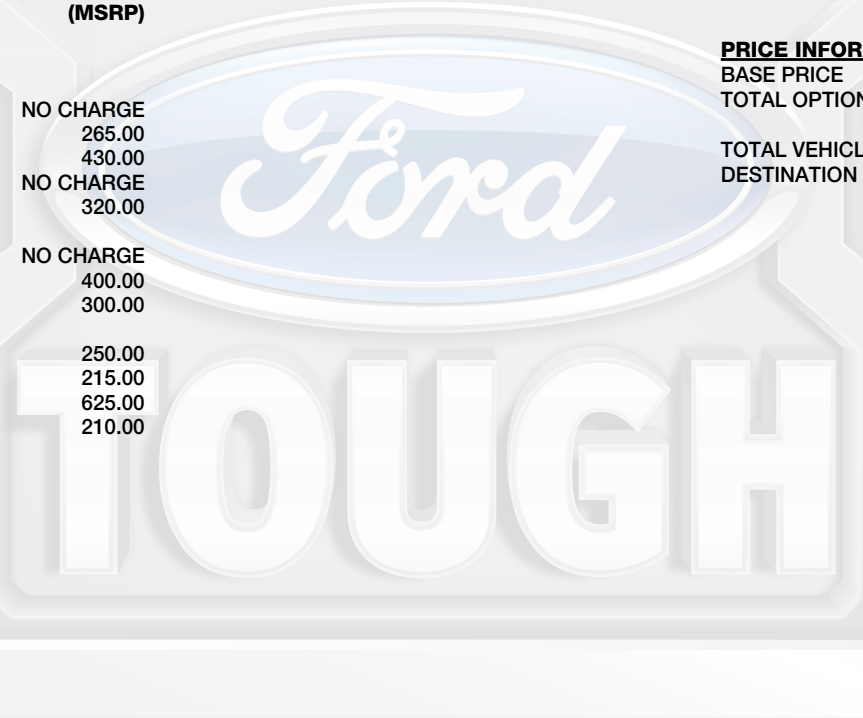 (MSRP)
NO CHARGE
265.00
430.00
NO CHARGE
320.00
NO CHARGE
400.00
300.00
250.00
215.00
625.00
210.00
PRICE INFOR
BASE PRICE
TOTAL OPTION
TOTAL VEHICL
DESTINATION
Ford
TOUGH